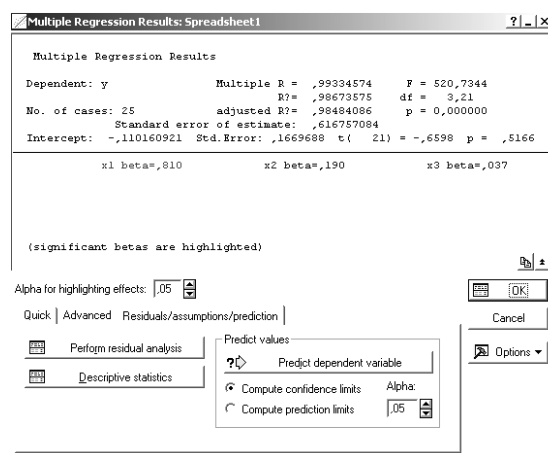 Multiple Regression Results: Spreadsheet1
Multiple Regression Results
Dependent: y Multiple R = ,99334574 F = 520,7344
R?= ,98673575 df = 3,21
No. of cases: 25 adjusted R?= ,98484086 p = 0,000000
Standard error of estimate: ,616757084
Intercept: -,110160921 Std.Error: ,1669688 t( 21) = -,6598 p = ,5166
x1 beta=,810 x2 beta=,190 x3 beta=,037
(significant betas are highlighted)
Alpha for highlighting effects: ,05
OK
Cancel
Options
Quick Advanced Residuals/assumptions/prediction
Perform residual analysis
Descriptive statistics
Predict values
Predict dependent variable
Compute confidence limits
Compute prediction limits
Alpha:
,05